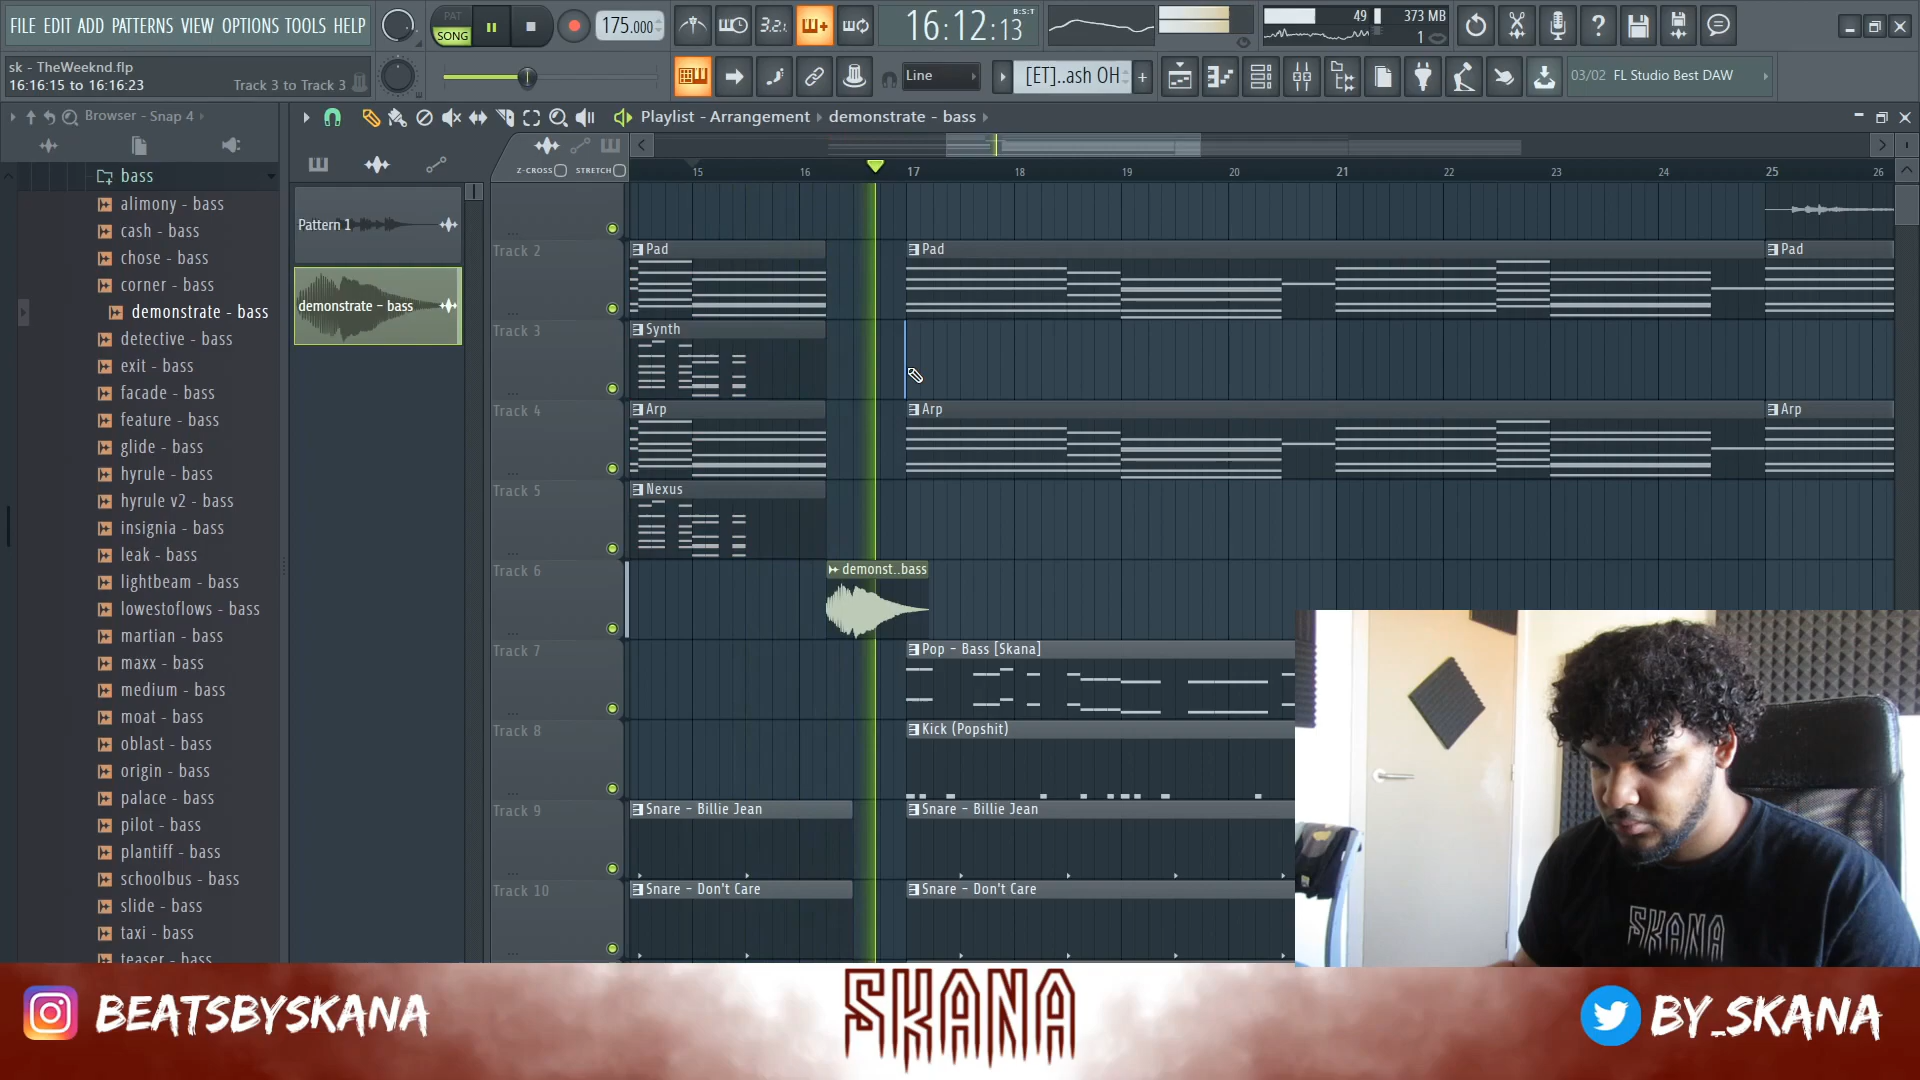 FILE EDIT ADD PATTERNS VIEW OPTIONS TOOLS HELP
PAT
SONG
175.000
3.2.1
16:12:13
B:S:T
49
373 MB
1
sk - TheWeeknd.flp
16:16:15 to 16:16:23
Track 3 to Track 3
Line
[ET]..ash OH
03/02 FL Studio Best DAW
Browser - Snap 4
Playlist - Arrangement
demonstrate - bass
Z-CROSS
STRETCH
15
16
17
18
19
20
21
22
23
24
25
26
bass
alimony - bass
cash - bass
chose - bass
corner - bass
demonstrate - bass
detective - bass
exit - bass
facade - bass
feature - bass
glide - bass
hyrule - bass
hyrule v2 - bass
insignia - bass
leak - bass
lightbeam - bass
lowestoflows - bass
martian - bass
maxx - bass
medium - bass
moat - bass
oblast - bass
origin - bass
palace - bass
pilot - bass
plantiff - bass
schoolbus - bass
slide - bass
taxi - bass
teaser - bass
Pattern 1
demonstrate - bass
Track 2
Pad
Pad
Pad
Track 3
Synth
Track 4
Arp
Arp
Arp
Track 5
Nexus
Track 6
demonst..bass
Track 7
Pop - Bass [Skana]
Track 8
Kick (Popshit)
Track 9
Snare - Billie Jean
Snare - Billie Jean
Track 10
Snare - Don't Care
Snare - Don't Care
SKANA
BEATSBYSKANA
SKANA
BY_SKANA